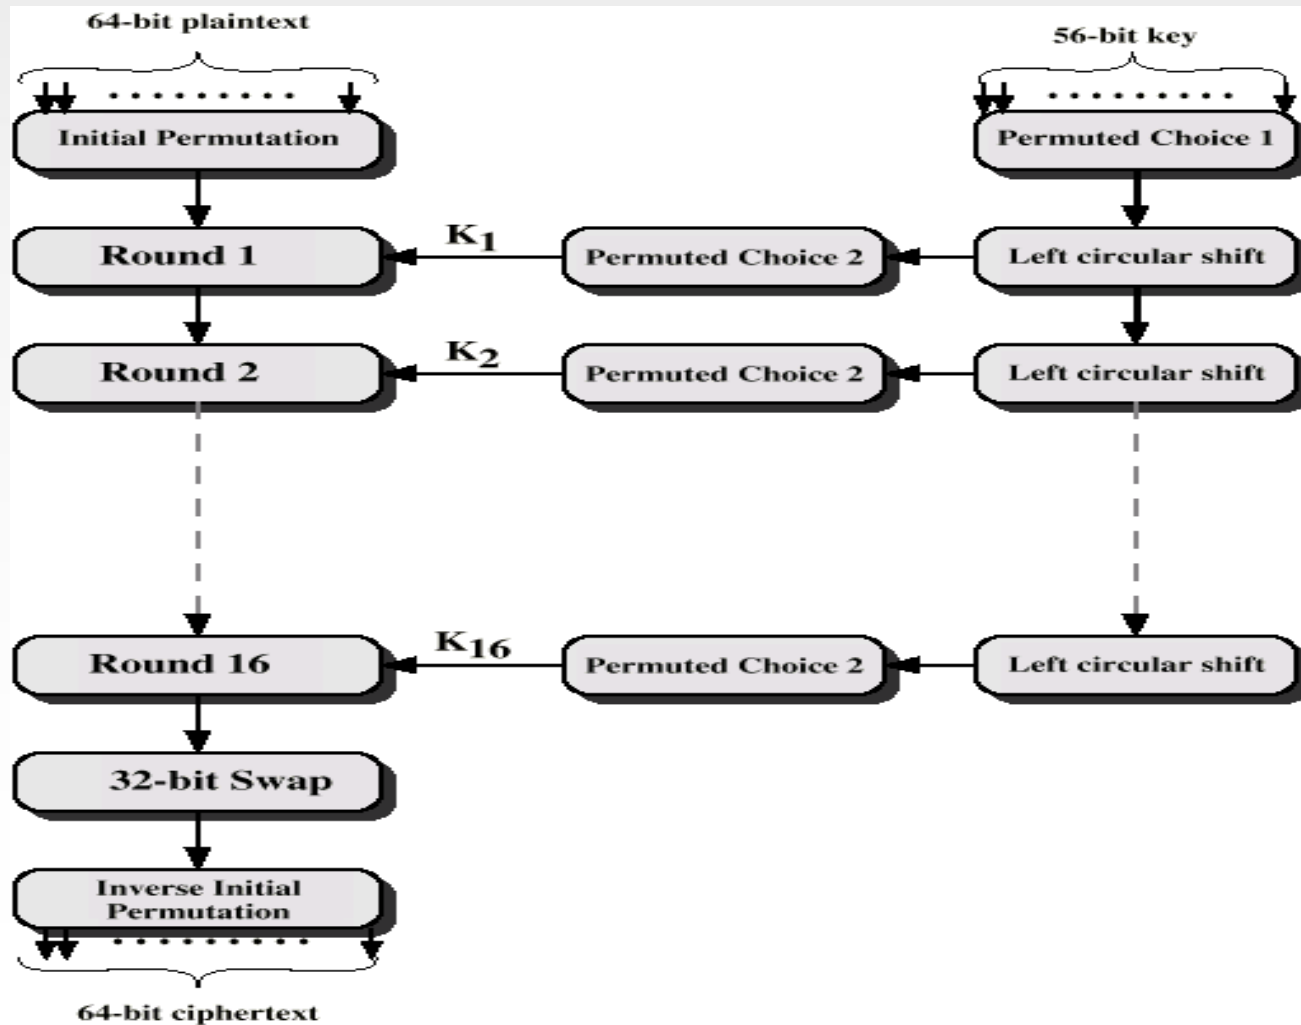 64-bit plaintext
56-bit key
Initial Permutation
Permuted Choice 1
Round 1
K1
Permuted Choice 2
Left circular shift
Round 2
K2
Permuted Choice 2
Left circular shift
Round 16
K16
Permuted Choice 2
Left circular shift
32-bit Swap
Inverse Initial
Permutation
64-bit ciphertext